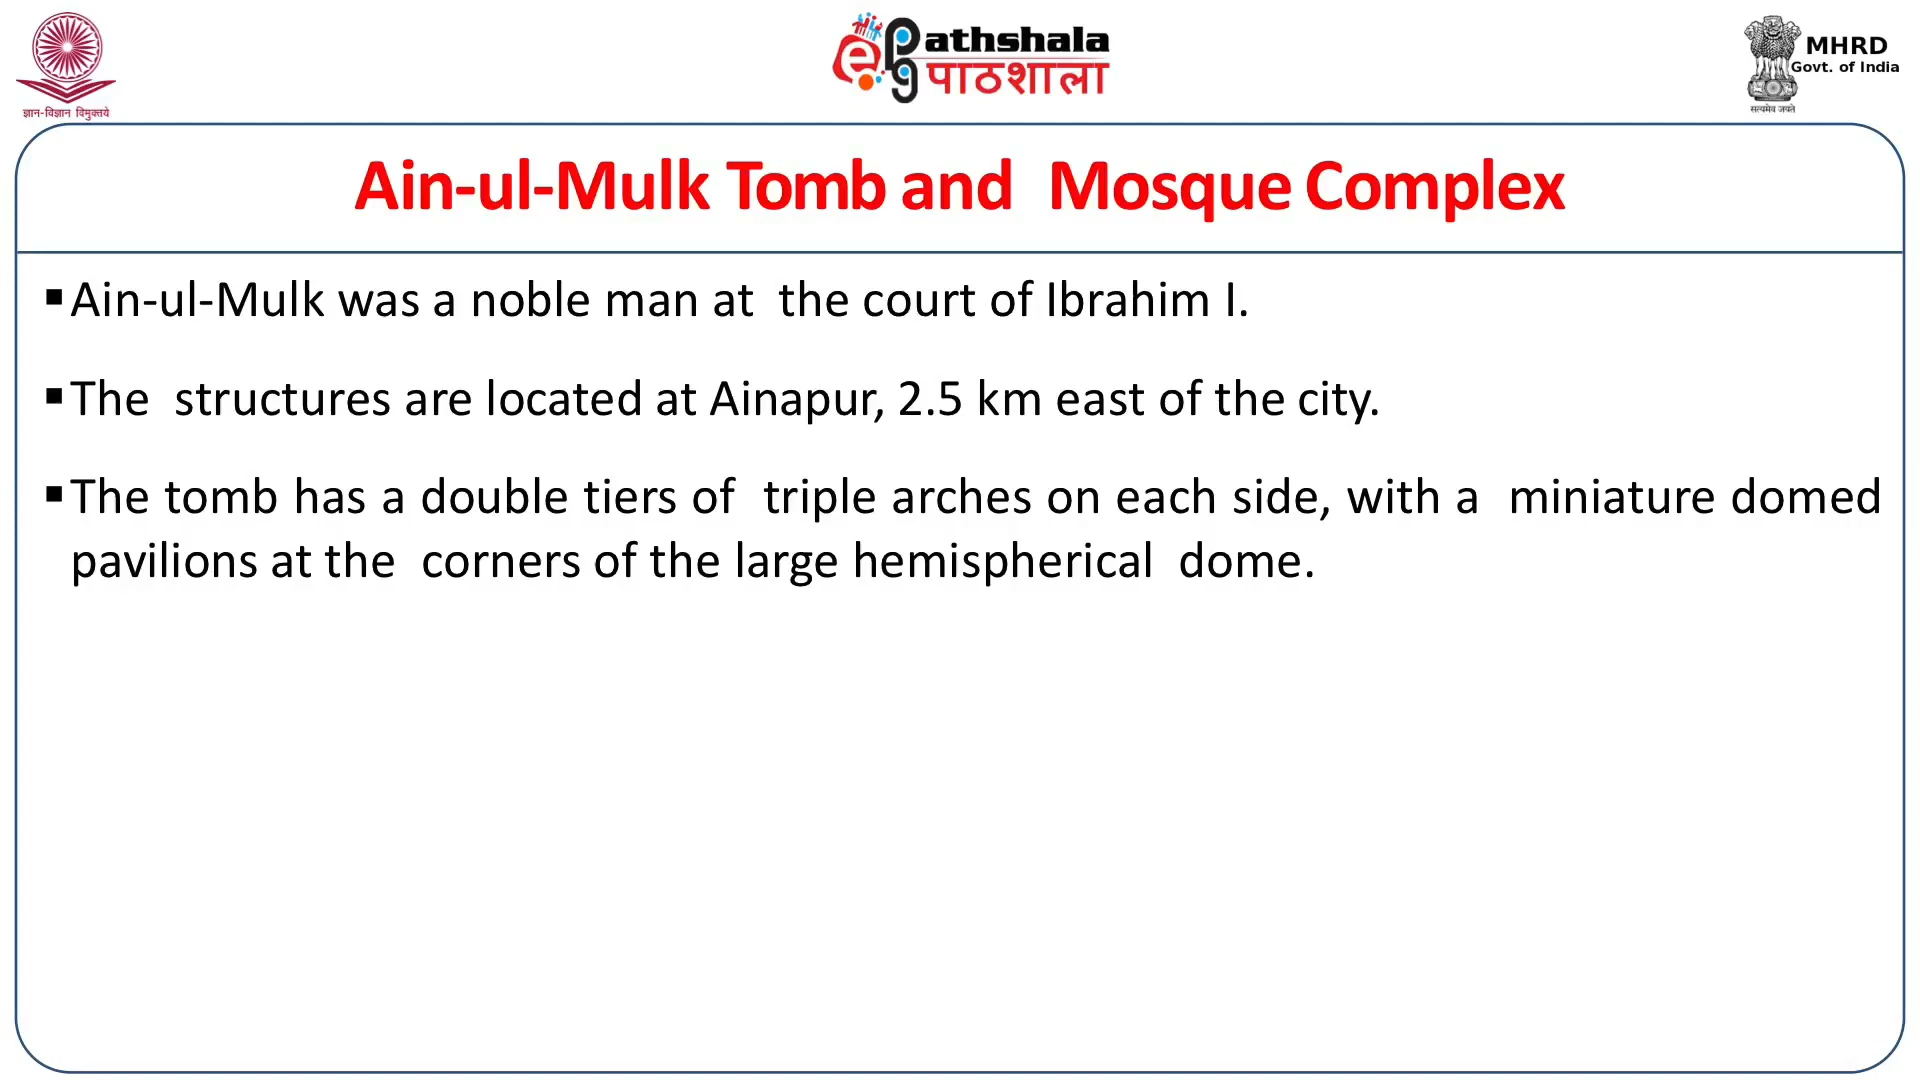 ज्ञान-विज्ञान विमुक्तये
e pg Pathshala
पाठशाला
MHRD
Govt. of India
सत्यमेव जयते
Ain-ul-Mulk Tomb and Mosque Complex
▪Ain-ul-Mulk was a noble man at the court of Ibrahim I.
▪The structures are located at Ainapur, 2.5 km east of the city.
▪The tomb has a double tiers of triple arches on each side, with a miniature domed
pavilions at the corners of the large hemispherical dome.